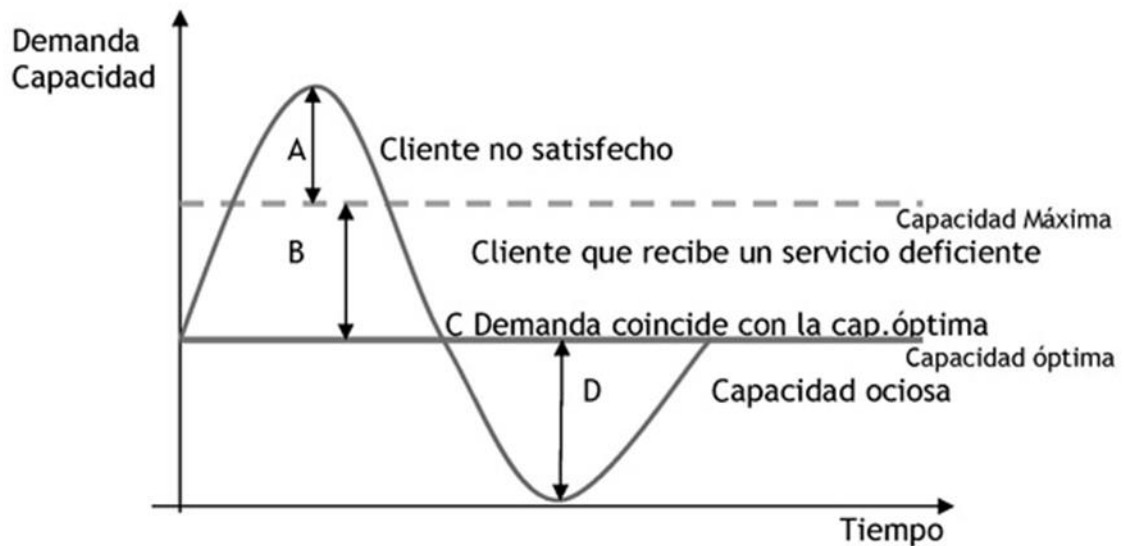 Demanda
Capacidad
A
Cliente no satisfecho
Capacidad Máxima
B
Cliente que recibe un servicio deficiente
C Demanda coincide con la cap.óptima
Capacidad óptima
D
Capacidad ociosa
Tiempo